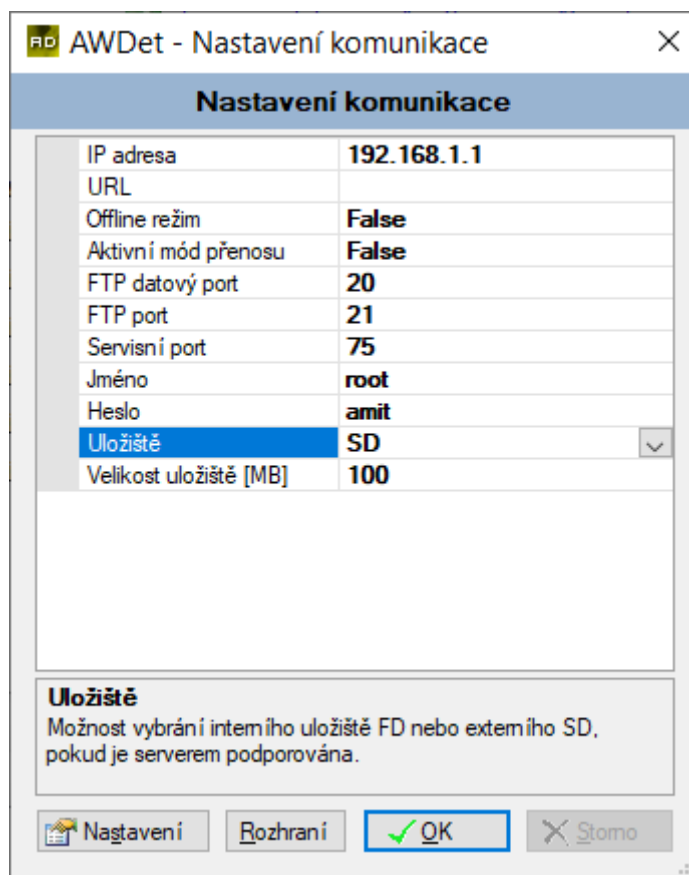 AD AWDet - Nastavení komunikace
Nastavení komunikace
IP adresa 192.168.1.1
URL
Offline režim False
Aktivní mód přenosu False
FTP datový port 20
FTP port 21
Servisní port 75
Jméno root
Heslo amit
Uložiště SD
Velikost uložiště [MB] 100
Uložiště
Možnost vybrání interního uložiště FD nebo externího SD,
pokud je serverem podporována.
Nastavení Rozhraní OK Storno